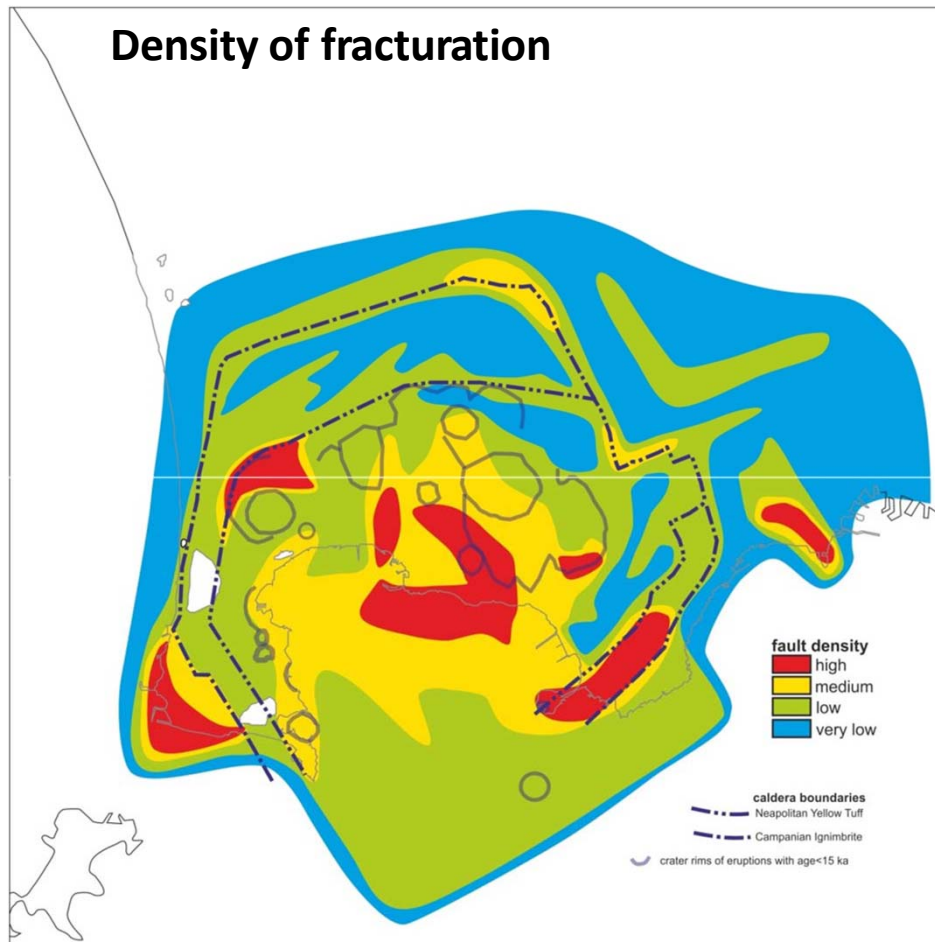 Density of fracturation
fault density
high
medium
low
very low
caldera boundaries
Neapolitan Yellow Tuff
Campanian Ignimbrite
crater rims of eruptions with age<15 ka